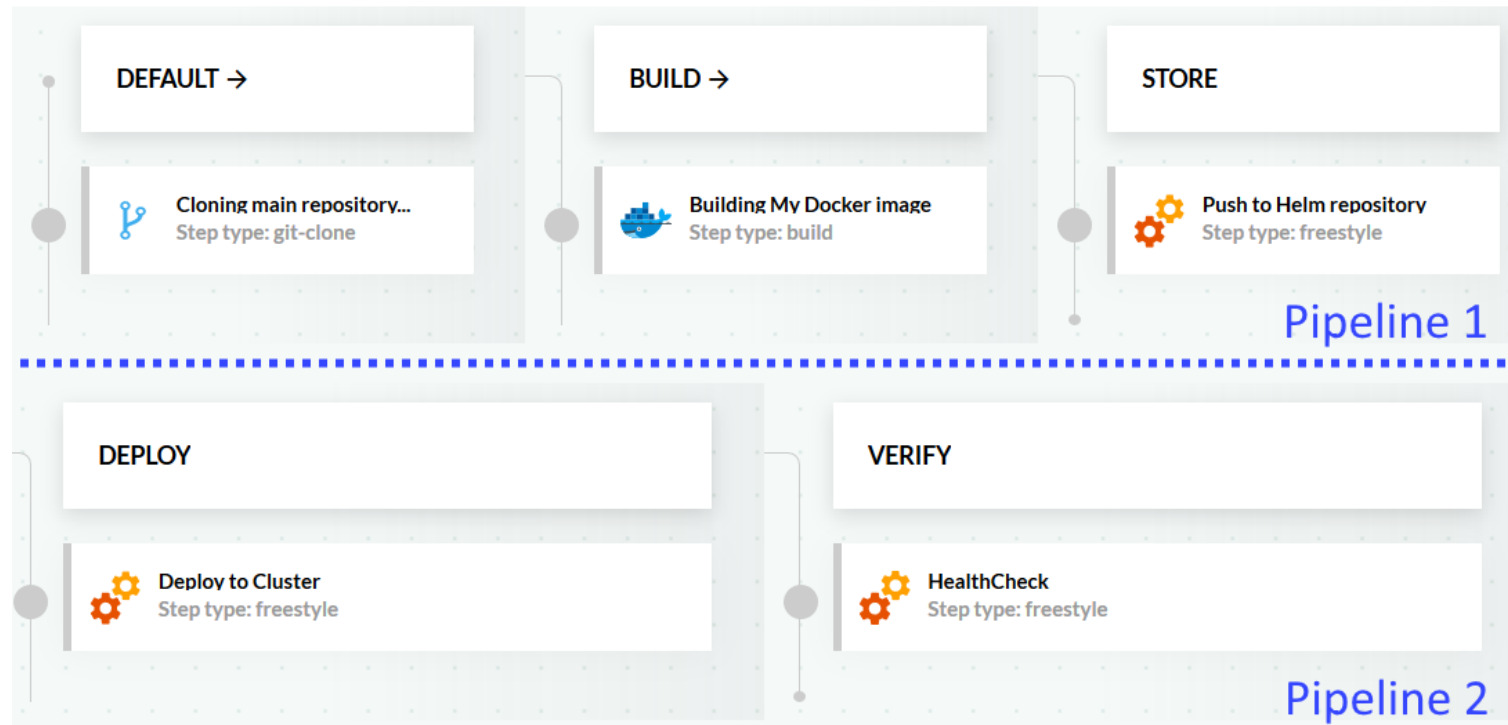 DEFAULT →
BUILD →
STORE
Cloning main repository...
Step type: git-clone
Building My Docker image
Step type: build
Push to Helm repository
Step type: freestyle
Pipeline 1
DEPLOY
VERIFY
Deploy to Cluster
Step type: freestyle
HealthCheck
Step type: freestyle
Pipeline 2